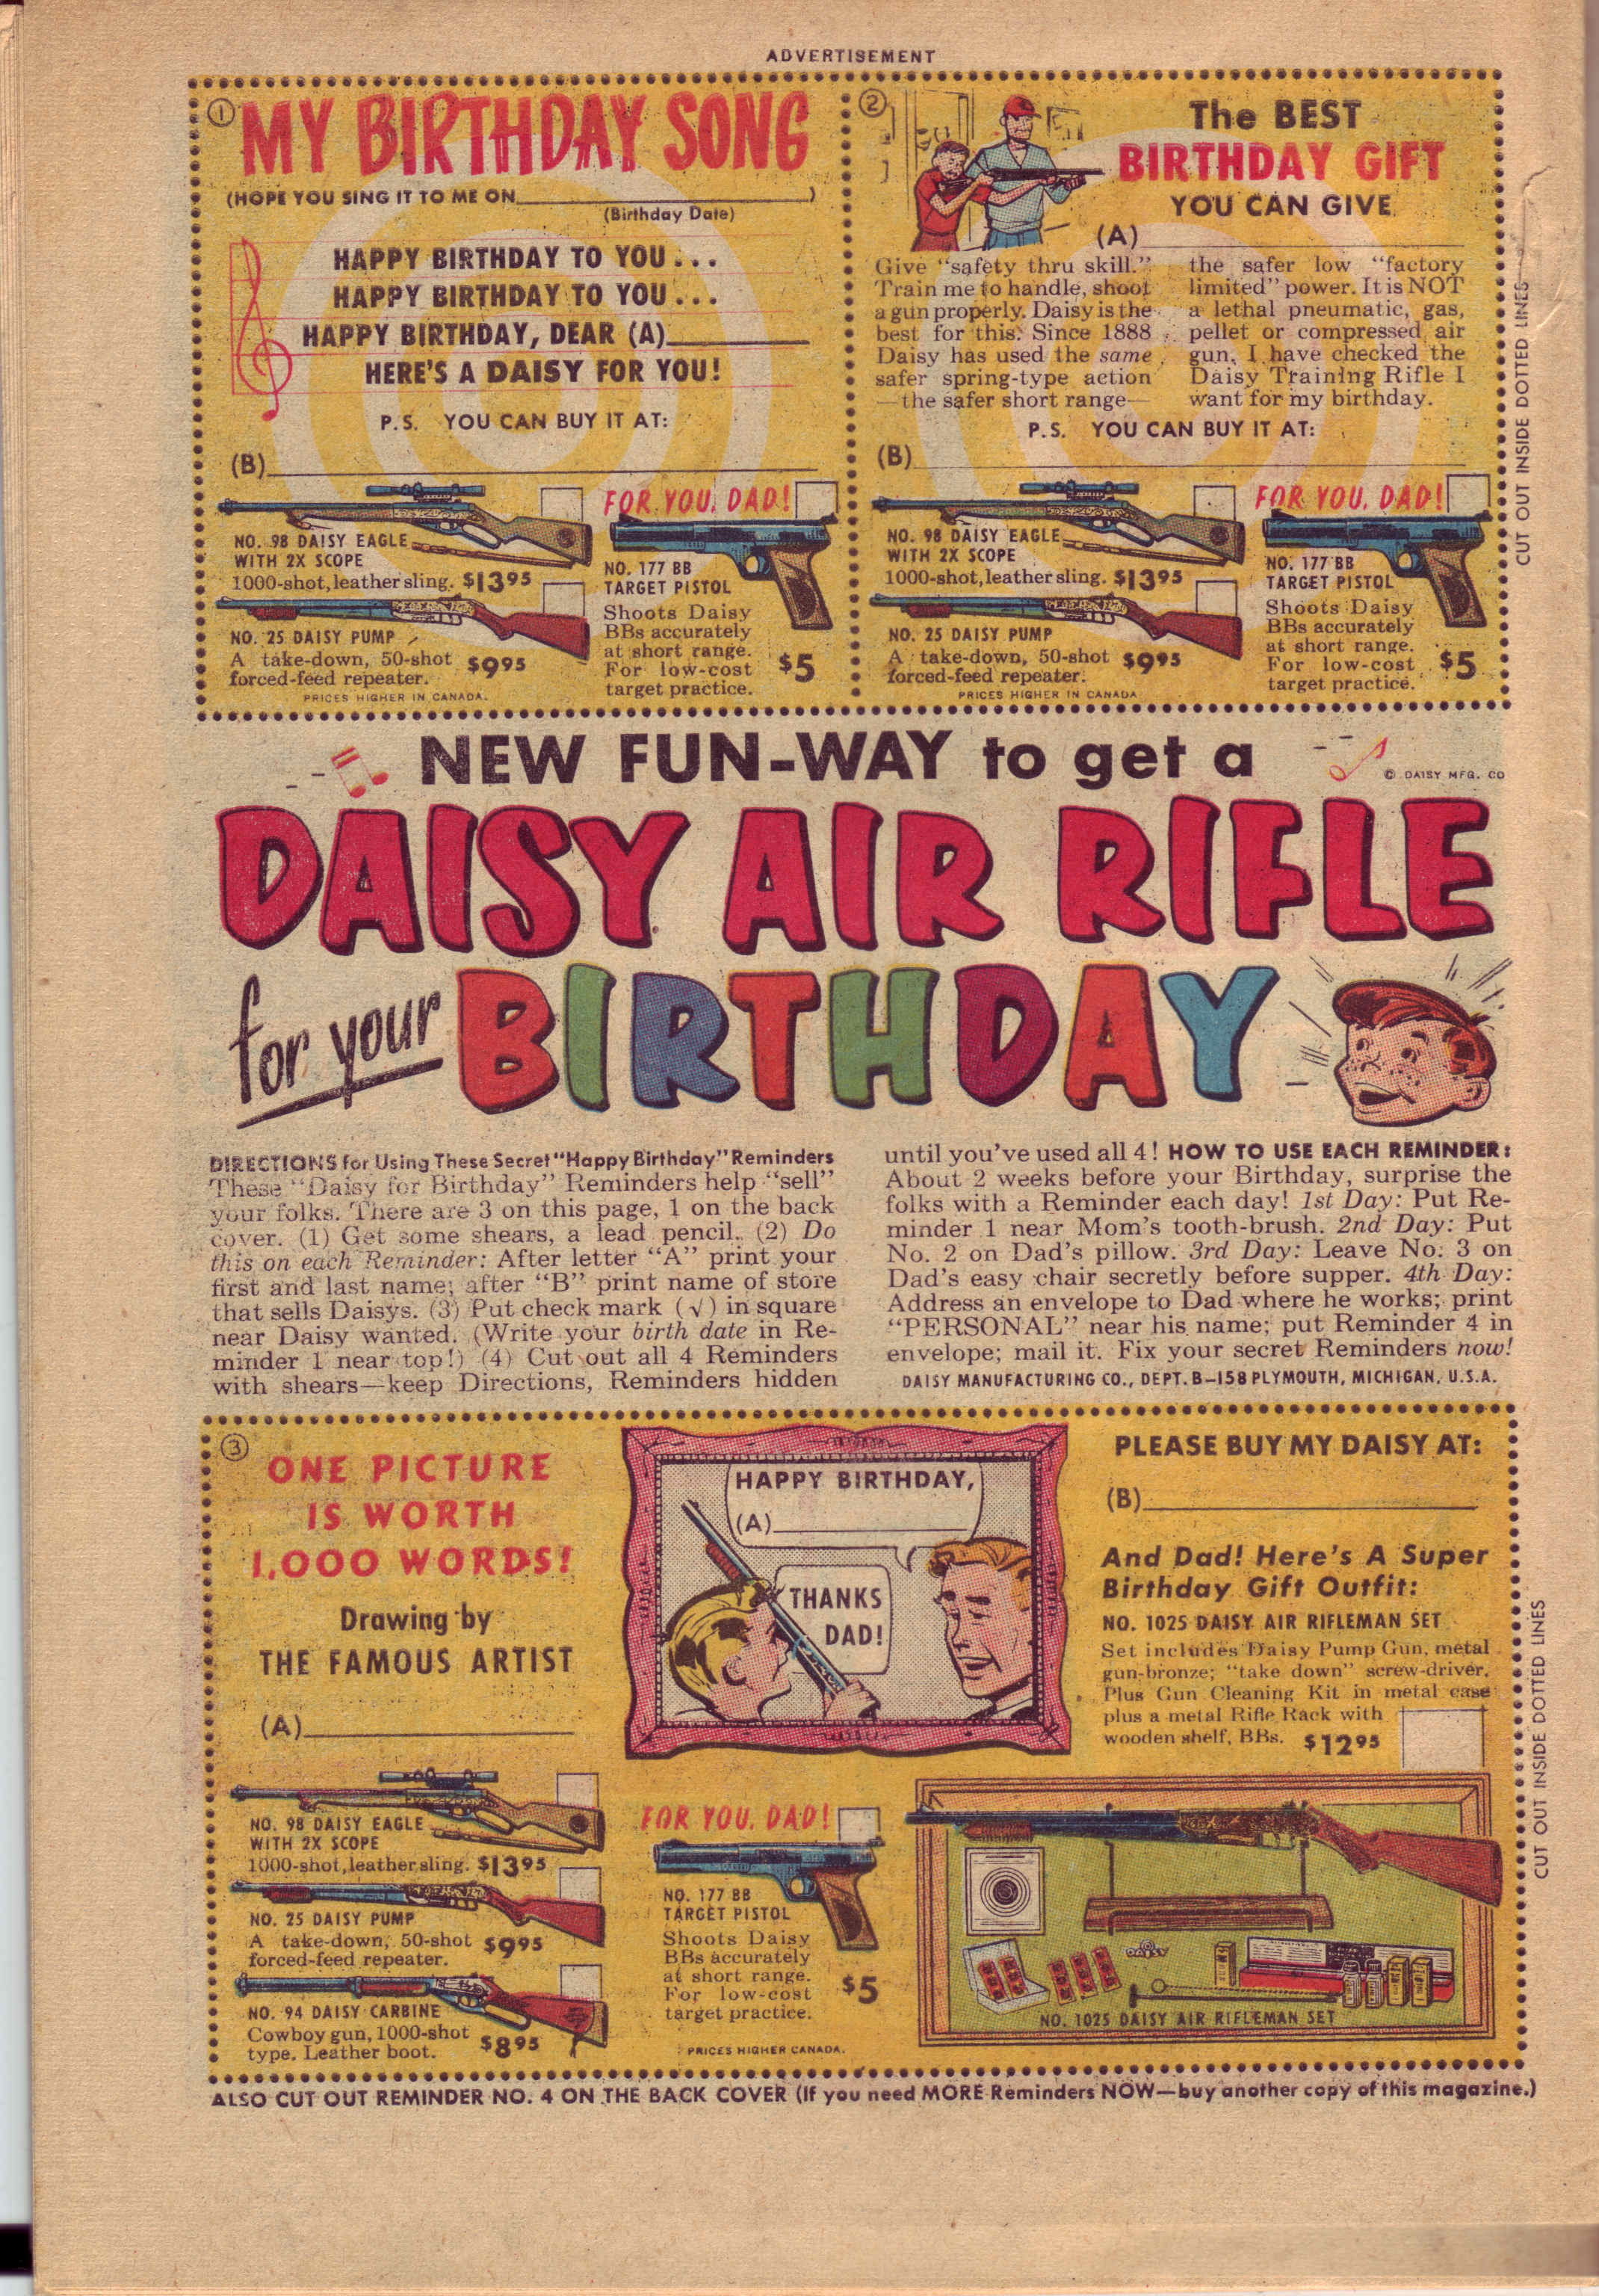 ADVERTISEMENT
1
MY BIRTHDAY SONG
(HOPE YOU SING IT TO ME ON____)
(Birthday Date)
HAPPY BIRTHDAY TO YOU...
HAPPY BIRTHDAY TO YOU...
HAPPY BIRTHDAY, DEAR (A)____
HERE'S A DAISY FOR YOU!
P.S. YOU CAN BUY IT AT:
(B)____
NO. 98 DAISY EAGLE
WITH 2X SCOPE
1000-shot, leather sling. $13 95
NO. 25 DAISY PUMP
A take-down, 50-shot
forced-feed repeater.
$9 95
PRICES HIGHER IN CANADA.
FOR YOU, DAD!
NO. 177 BB
TARGET PISTOL
Shoots Daisy
BBs accurately
at short range.
For low-cost
target practice.
$5
2
The BEST
BIRTHDAY GIFT
YOU CAN GIVE
(A)____
Give "safety thru skill."
Train me to handle, shoot
a gun properly. Daisy is the
best for this. Since 1888
Daisy has used the same
safer spring-type action
—the safer short range—
the safer low "factory
limited" power. It is NOT
a lethal pneumatic, gas,
pellet or compressed air
gun. I have checked the
Daisy Training Rifle I
want for my birthday.
P.S. YOU CAN BUY IT AT:
(B)____
NO. 98 DAISY EAGLE
WITH 2X SCOPE
1000-shot, leather sling. $13 95
NO. 25 DAISY PUMP
A take-down, 50-shot
forced-feed repeater.
$9 95
PRICES HIGHER IN CANADA
FOR YOU, DAD!
NO. 177 BB
TARGET PISTOL
Shoots Daisy
BBs accurately
at short range.
For low-cost
target practice.
$5
CUT OUT INSIDE DOTTED LINES
NEW FUN-WAY to get a
© DAISY MFG. CO
DAISY AIR RIFLE
for your BIRTHDAY
DIRECTIONS for Using These Secret "Happy Birthday" Reminders
These "Daisy for Birthday" Reminders help "sell"
your folks. There are 3 on this page, 1 on the back
cover. (1) Get some shears, a lead pencil. (2) Do
this on each Reminder: After letter "A" print your
first and last name; after "B" print name of store
that sells Daisys. (3) Put check mark (√) in square
near Daisy wanted. (Write your birth date in Re-
minder 1 near top!) (4) Cut out all 4 Reminders
with shears—keep Directions, Reminders hidden
until you've used all 4! HOW TO USE EACH REMINDER:
About 2 weeks before your Birthday, surprise the
folks with a Reminder each day! 1st Day: Put Re-
minder 1 near Mom's tooth-brush. 2nd Day: Put
No. 2 on Dad's pillow. 3rd Day: Leave No. 3 on
Dad's easy chair secretly before supper. 4th Day:
Address an envelope to Dad where he works; print
"PERSONAL" near his name; put Reminder 4 in
envelope; mail it. Fix your secret Reminders now!
DAISY MANUFACTURING CO., DEPT. B-158 PLYMOUTH, MICHIGAN, U.S.A.
3
ONE PICTURE
IS WORTH
1,000 WORDS!
Drawing by
THE FAMOUS ARTIST
(A)____
HAPPY BIRTHDAY,
(A)____
THANKS
DAD!
PLEASE BUY MY DAISY AT:
(B)____
And Dad! Here's A Super
Birthday Gift Outfit:
NO. 1025 DAISY AIR RIFLEMAN SET
Set includes Daisy Pump Gun, metal
gun-bronze; "take down" screw-driver.
Plus Gun Cleaning Kit in metal case
plus a metal Rifle Rack with
wooden shelf, BBs. $12 95
NO. 98 DAISY EAGLE
WITH 2X SCOPE
1000-shot, leather sling. $13 95
NO. 25 DAISY PUMP
A take-down, 50-shot
forced-feed repeater.
$9 95
NO. 94 DAISY CARBINE
Cowboy gun, 1000-shot
type. Leather boot.
$8 95
FOR YOU, DAD!
NO. 177 BB
TARGET PISTOL
Shoots Daisy
BBs accurately
at short range.
For low-cost
target practice.
$5
PRICES HIGHER CANADA.
DAISY
NO. 1025 DAISY AIR RIFLEMAN SET
CUT OUT INSIDE DOTTED LINES
ALSO CUT OUT REMINDER NO. 4 ON THE BACK COVER (If you need MORE Reminders NOW—buy another copy of this magazine.)